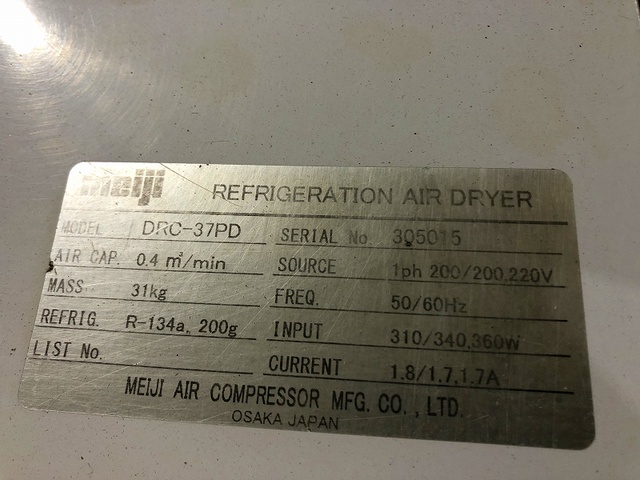 meiji REFRIGERATION AIR DRYER
MODEL DRC-37PD SERIAL No. 305015
AIR CAP. 0.4 m³/min SOURCE 1ph 200/200,220V
MASS 31kg FREQ. 50/60Hz
REFRIG. R-134a, 200g INPUT 310/340,360W
LIST No. CURRENT 1.8/1.7,1.7A
MEIJI AIR COMPRESSOR MFG. CO., LTD.
OSAKA JAPAN